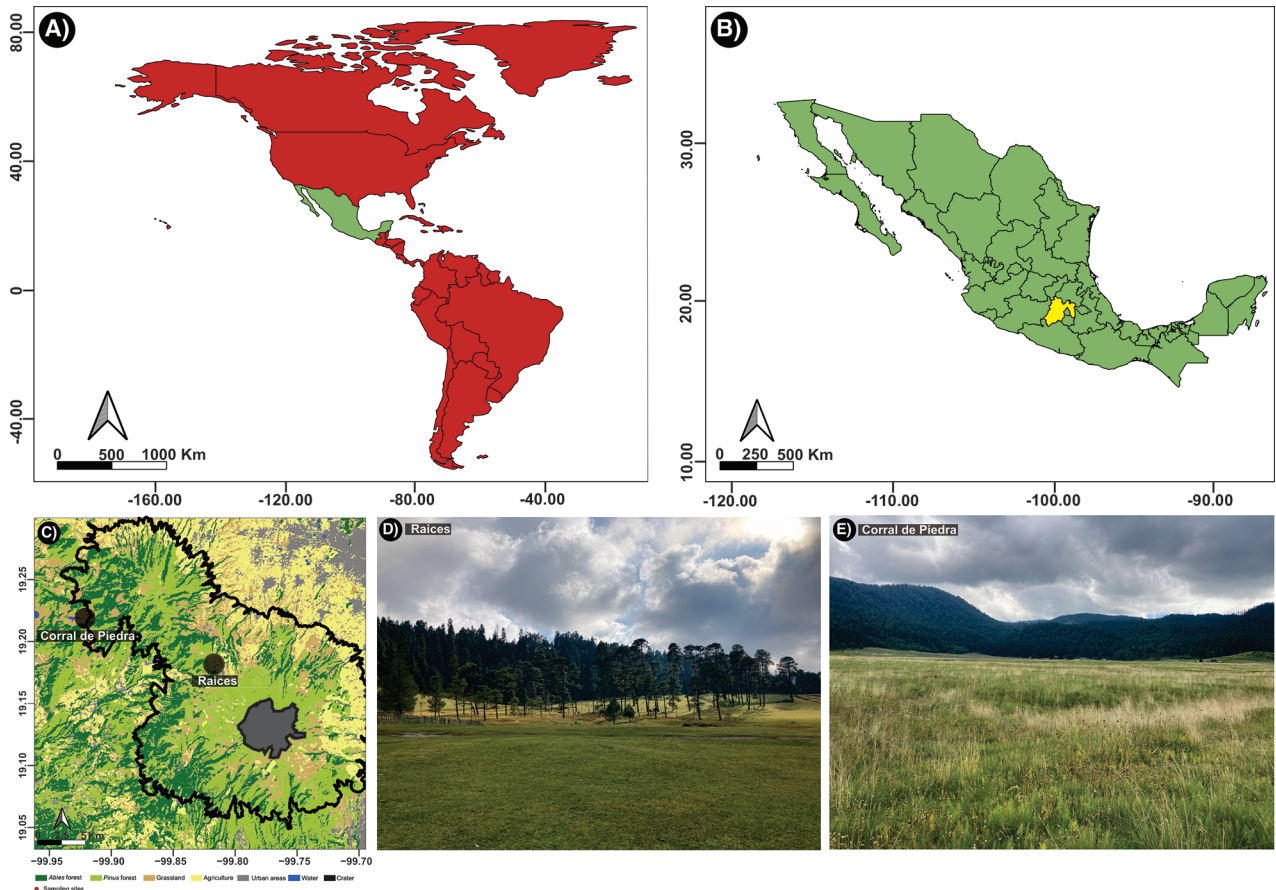 A)
80.00
40.00
0
-40.00
0 500 1000 Km
-160.00 -120.00 -80.00 -40.00
B)
30.00
20.00
10.00
0 250 500 Km
-120.00 -110.00 -100.00 -90.00
C)
19.25
19.20
19.15
19.10
19.05
Corral de Piedra
Raices
5 Km
−99.95 −99.90 −99.85 −99.80 −99.75 −99.70
Abies forest Pinus forest Grassland Agriculture Urban areas Water Crater
Sampling sites
D) Raices
E) Corral de Piedra